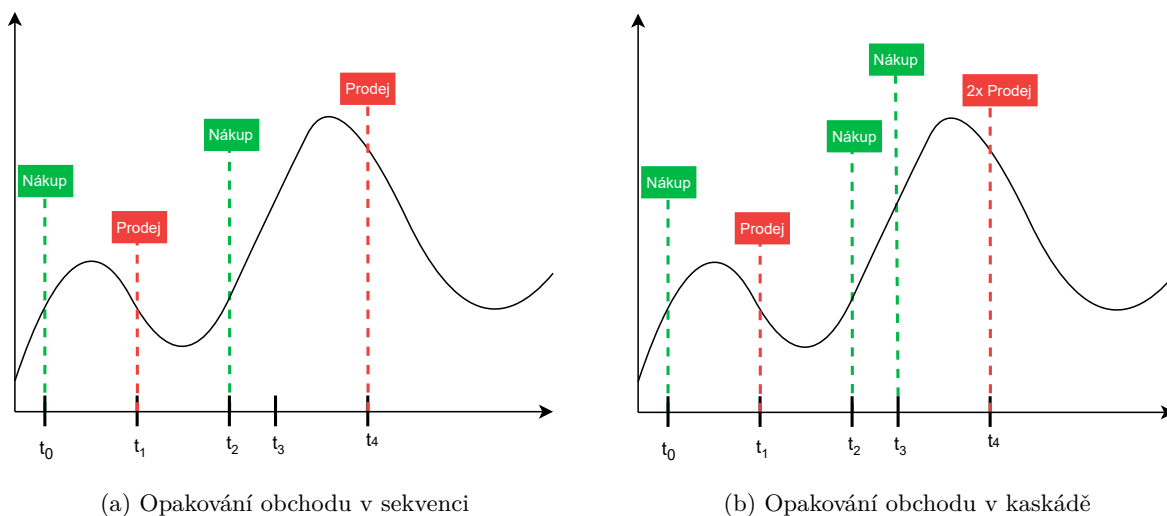 Nákup
Prodej
Nákup
Prodej
t0
t1
t2
t3
t4
(a) Opakování obchodu v sekvenci
Nákup
Prodej
Nákup
Nákup
2x Prodej
t0
t1
t2
t3
t4
(b) Opakování obchodu v kaskádě